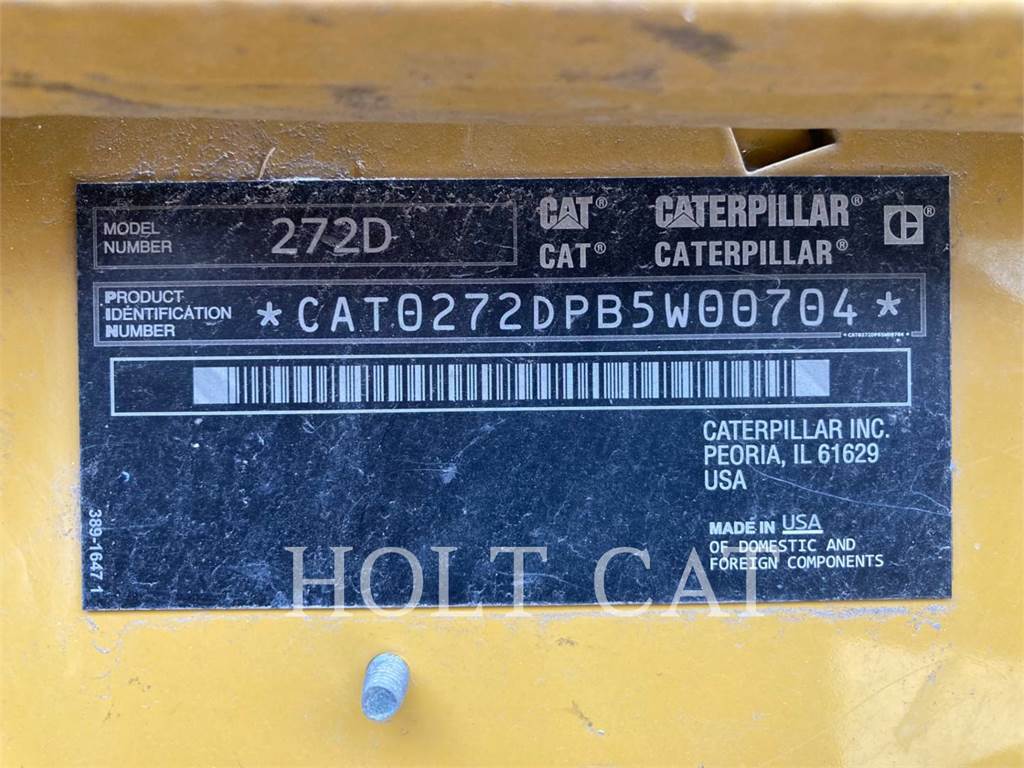 MODEL
NUMBER
272D
CAT® CATERPILLAR®
CAT® CATERPILLAR®
PRODUCT
IDENTIFICATION
NUMBER
*CAT0272DPB5W00704*
*CAT0272DPB5W00704*
CATERPILLAR INC.
PEORIA, IL 61629
USA
MADE IN USA
OF DOMESTIC AND
FOREIGN COMPONENTS
389-1647 1
HOLT CAT